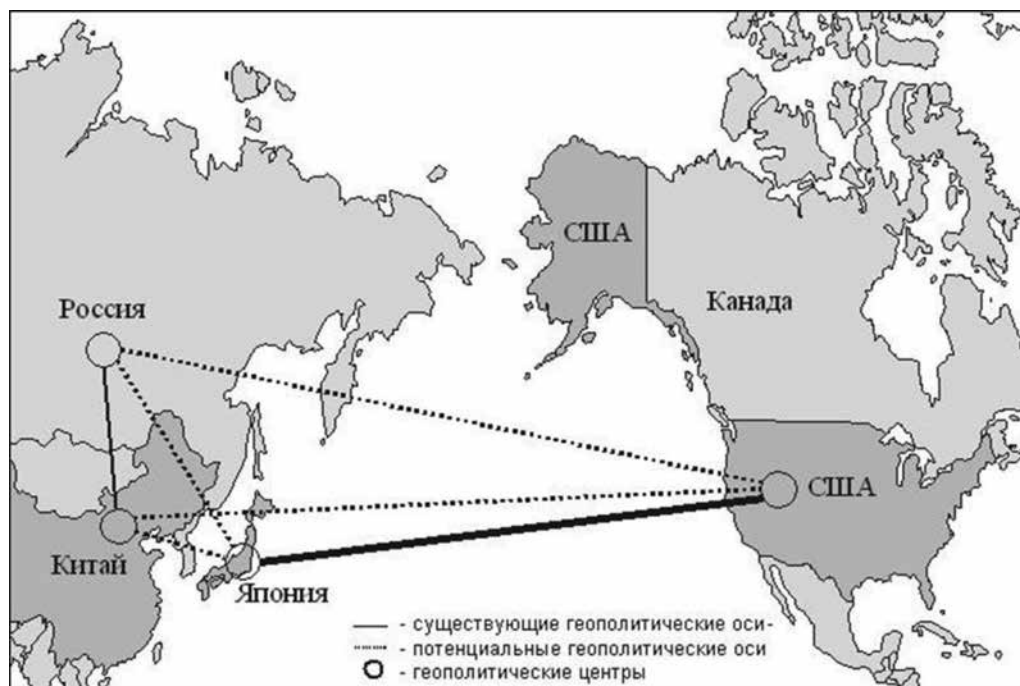 США
Канада
Россия
США
Китай
Япония
- существующие геополитические оси-
- потенциальные геополитические оси
- геополитические центры